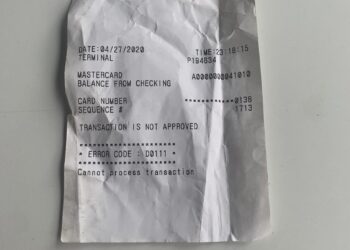 DATE:04/27/2020 TIME:23:18:15
TERMINAL P194634
MASTERCARD A0000000041010
BALANCE FROM CHECKING
CARD NUMBER ************0136
SEQUENCE # 1713
TRANSACTION IS NOT APPROVED
********************
* ERROR CODE : D0111 *
********************
Cannot process transaction